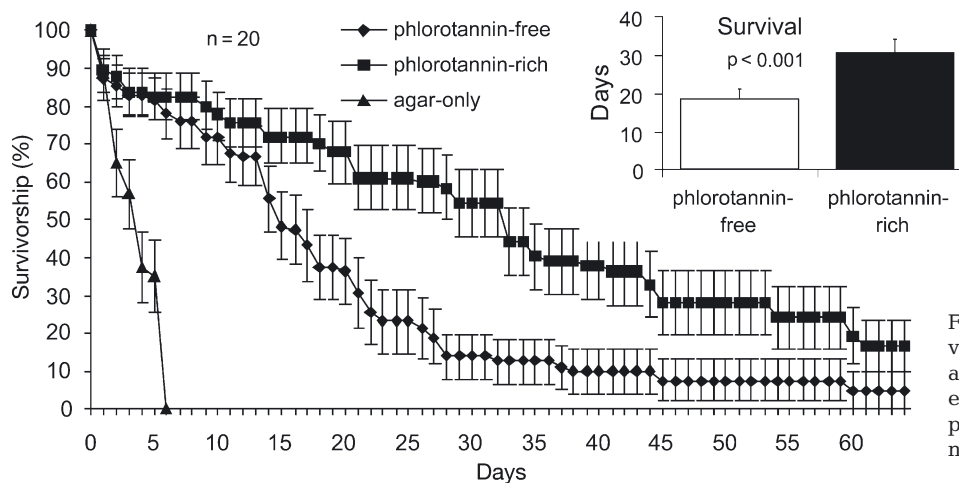 100
90
80
70
60
50
40
30
20
10
0
Survivorship (%)
n = 20
phlorotannin-free
phlorotannin-rich
agar-only
0
5
10
15
21
25
30
35
40
45
50
55
60
Days
Survival
p < 0.001
Days
40
30
20
10
0
phlorotannin-
free
phlorotannin-
rich
F
v
a
e
p
n